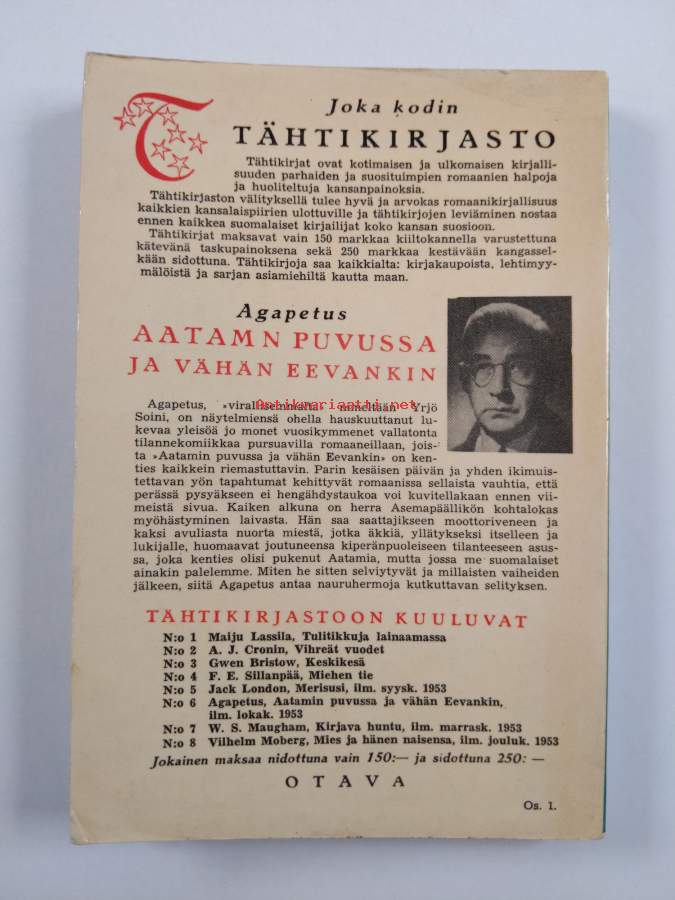 Joka kodin
TÄHTIKIRJASTO
Tähtikirjat ovat kotimaisen ja ulkomaisen kirjalli-
suuden parhaiden ja suosituimpien romaanien halpoja
ja huoliteltuja kansanpainoksia.
Tähtikirjaston välityksellä tulee hyvä ja arvokas romaanikirjallisuus
kaikkien kansalaispiirien ulottuville ja tähtikirjojen leviäminen nostaa
ennen kaikkea suomalaiset kirjailijat koko kansan suosioon.
Tähtikirjat maksavat vain 150 markkaa kiiltokannella varustettuna
kätevänä taskupainoksena sekä 250 markkaa kestävään kangassel-
kään sidottuna. Tähtikirjoja saa kaikkialta: kirjakaupoista, lehtimyy-
mälöistä ja sarjan asiamiehiltä kautta maan.
Agapetus
AATAMN PUVUSSA
JA VÄHÄN EEVANKIN
Agapetus, »virallisemmalta» nimeltään Yrjö
Antikvariaatti.net
Soini, on näytelmiensä ohella hauskuuttanut lu-
kevaa yleisöä jo monet vuosikymmenet vallatonta
tilannekomiikkaa pursuavilla romaaneillaan, jois-
ta »Aatamin puvussa ja vähän Eevankin» on ken-
ties kaikkein riemastuttavin. Parin kesäisen päivän ja yhden ikimuis-
tettavan yön tapahtumat kehittyvät romaanissa sellaista vauhtia, että
perässä pysyäkseen ei hengähdystaukoa voi kuvitellakaan ennen vii-
meistä sivua. Kaiken alkuna on herra Asemapäällikön kohtalokas
myöhästyminen laivasta. Hän saa saattajikseen moottoriveneen ja
kaksi avuliasta nuorta miestä, jotka äkkiä, yllätykseksi itselleen ja
lukijalle, huomaavat joutuneensa kiperänpuoleiseen tilanteeseen asus-
sa, joka kenties olisi pukenut Aatamia, mutta jossa me suomalaiset
ainakin palelemme. Miten he sitten selviytyvät ja millaisten vaiheiden
jälkeen, siitä Agapetus antaa nauruhermoja kutkuttavan selityksen.
TÄHTIKIRJASTOON KUULUVAT
N:o 1 Maiju Lassila, Tulitikkuja lainaamassa
N:o 2 A. J. Cronin, Vihreät vuodet
N:o 3 Gwen Bristow, Keskikesä
N:o 4 F. E. Sillanpää, Miehen tie
N:o 5 Jack London, Merisusi, ilm. syysk. 1953
N:o 6 Agapetus, Aatamin puvussa ja vähän Eevankin,
ilm. lokak. 1953
N:o 7 W. S. Maugham, Kirjava huntu, ilm. marrask. 1953
N:o 8 Vilhelm Moberg, Mies ja hänen naisensa, ilm. jouluk. 1953
Jokainen maksaa nidottuna vain 150:— ja sidottuna 250: —
OTAVA
Os. 1.